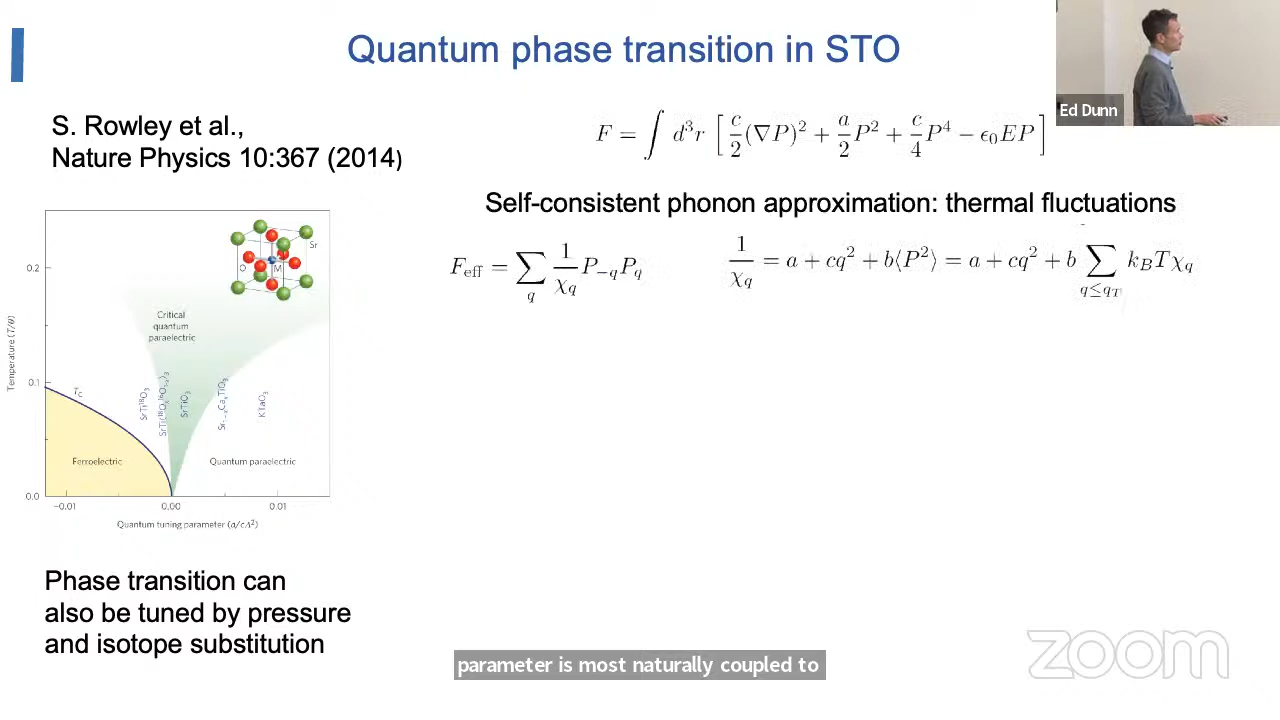 Quantum phase transition in STO
Ed Dunn
S. Rowley et al.,
Nature Physics 10:367 (2014)
F = ∫ d³r [ c/2 (∇P)² + a/2 P² + c/4 P⁴ − ϵ₀EP ]
Self-consistent phonon approximation: thermal fluctuations
F_eff = ∑_q 1/χ_q P_{−q}P_q
1/χ_q = a + cq² + b⟨P²⟩ = a + cq² + b ∑_{q≤q_T} k_BTχ_q
Temperature (T/θ)
0.2
0.1
0.0
Sr
O
M
Critical
quantum
paraelectric
T_C
SrTi¹⁸O₃
SrTiO₃
KTaO₃
Ferroelectric
Quantum paraelectric
−0.01
0.00
0.01
Quantum tuning parameter (a/cΛ²)
Phase transition can
also be tuned by pressure
and isotope substitution
parameter is most naturally coupled to
zoom